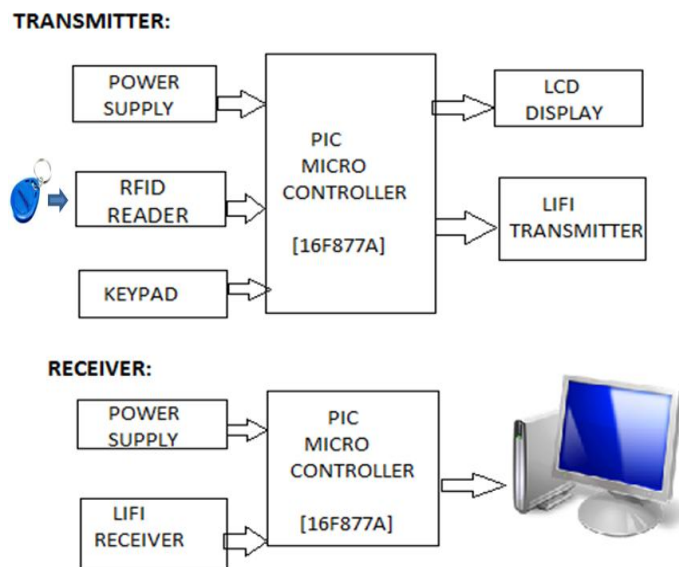 TRANSMITTER:
POWER
SUPPLY
RFID
READER
KEYPAD
PIC
MICRO
CONTROLLER
[16F877A]
LCD
DISPLAY
LIFI
TRANSMITTER
RECEIVER:
POWER
SUPPLY
LIFI
RECEIVER
PIC
MICRO
CONTROLLER
[16F877A]